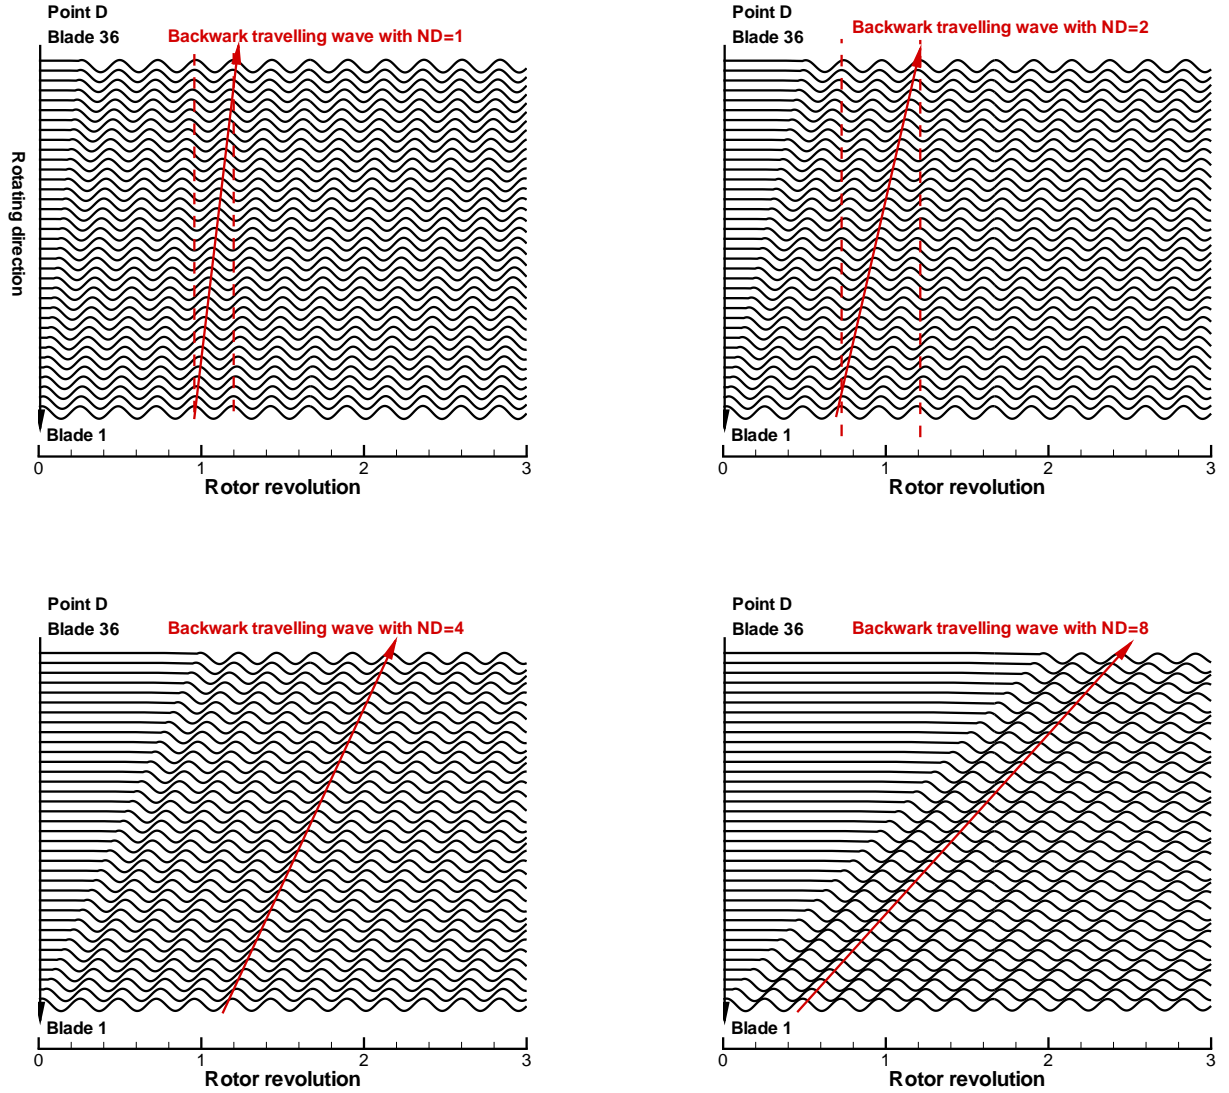 Point D
Blade 36
Backwark travelling wave with ND=1
Rotating direction
Blade 1
0 1 2 3
Rotor revolution
Point D
Blade 36
Backwark travelling wave with ND=2
Blade 1
0 1 2 3
Rotor revolution
Point D
Blade 36
Backwark travelling wave with ND=4
Blade 1
0 1 2 3
Rotor revolution
Point D
Blade 36
Backwark travelling wave with ND=8
Blade 1
0 1 2 3
Rotor revolution